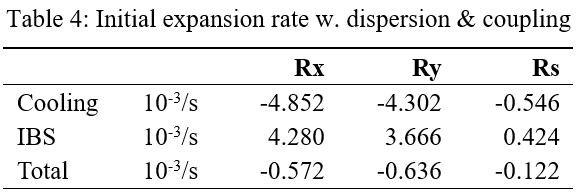 Table 4: Initial expansion rate w. dispersion & coupling
Rx Ry Rs
Cooling 10⁻³/s -4.852 -4.302 -0.546
IBS 10⁻³/s 4.280 3.666 0.424
Total 10⁻³/s -0.572 -0.636 -0.122